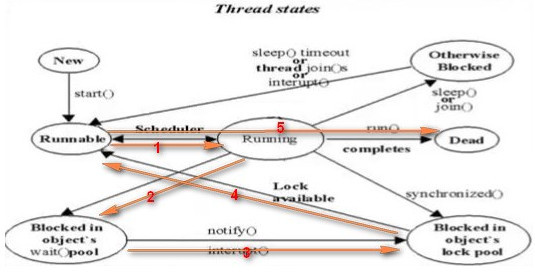 Thread states
New
sleep() timeout
or
thread join()s
or
interupt()
Otherwise
Blocked
start()
sleep()
or
join()
Runnable
Scheduler
1
Running
5
run()
completes
Dead
2
4
Lock
available
synchronized()
Blocked in
object's
wait()pool
notify()
interupt()
3
Blocked in
object's
lock pool